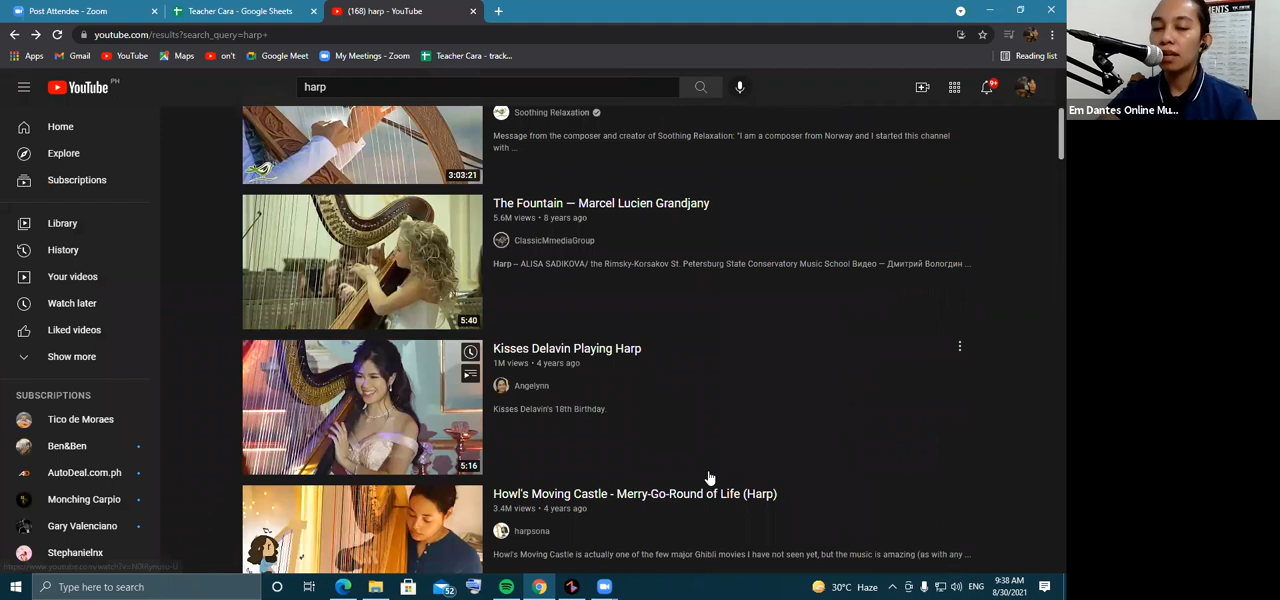 Post Attendee - Zoom
Teacher Cara - Google Sheets
(168) harp - YouTube
youtube.com/results?search_query=harp+
Apps
Gmail
YouTube
Maps
on't
Google Meet
My Meetings - Zoom
Teacher Cara - track...
Reading list
YouTube PH
harp
9+
Em Dantes Online Mu...
Home
Explore
Subscriptions
Library
History
Your videos
Watch later
Liked videos
Show more
SUBSCRIPTIONS
Tico de Moraes
Ben&Ben
AutoDeal.com.ph
Monching Carpio
Gary Valenciano
Stephanielnx
3:03:21
Soothing Relaxation
Message from the composer and creator of Soothing Relaxation: "I am a composer from Norway and I started this channel
with ...
5:40
The Fountain — Marcel Lucien Grandjany
5.6M views • 8 years ago
ClassicMmediaGroup
Harp – ALISA SADIKOVA/ the Rimsky-Korsakov St. Petersburg State Conservatory Music School Видео — Дмитрий Вологдин ...
5:16
Kisses Delavin Playing Harp
1M views • 4 years ago
Angelynn
Kisses Delavin's 18th Birthday.
Howl's Moving Castle - Merry-Go-Round of Life (Harp)
3.4M views • 4 years ago
harpsona
Howl's Moving Castle is actually one of the few major Ghibli movies I have not seen yet, but the music is amazing (as with any ...
Type here to search
52
30°C Haze
ENG
9:38 AM
8/30/2021